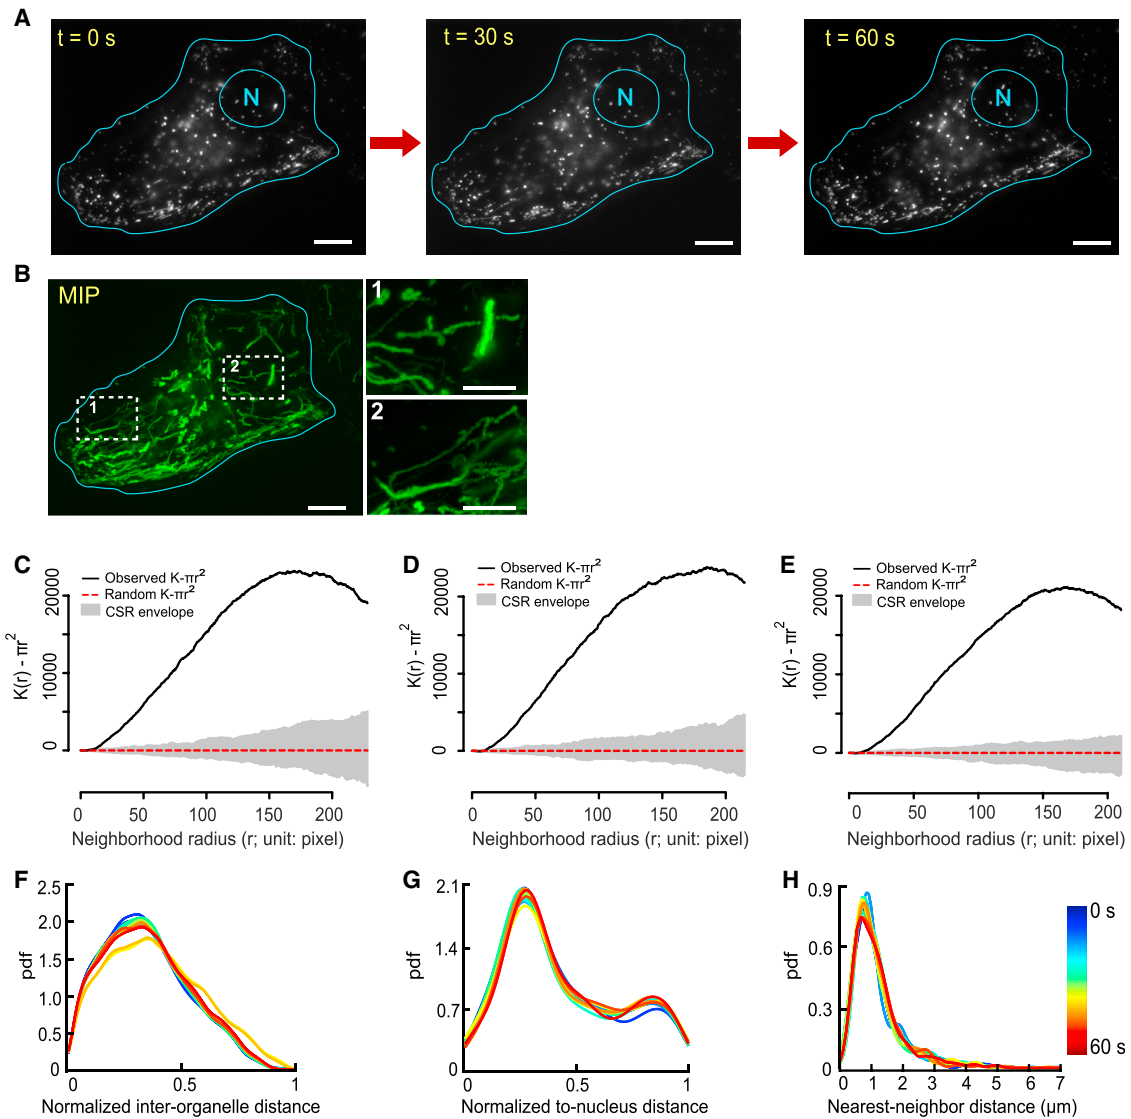 A
t = 0 s
N
t = 30 s
N
t = 60 s
N
B
MIP
1
2
1
2
C
Observed K-πr²
Random K-πr²
CSR envelope
K(r) - πr²
0
10000
20000
0
50
100
150
200
Neighborhood radius (r; unit: pixel)
D
Observed K-πr²
Random K-πr²
CSR envelope
K(r) - πr²
0
10000
20000
0
50
100
150
200
Neighborhood radius (r; unit: pixel)
E
Observed K-πr²
Random K-πr²
CSR envelope
K(r) - πr²
0
10000
20000
0
50
100
150
200
Neighborhood radius (r; unit: pixel)
F
pdf
2.5
2.0
1.5
1.0
0.5
0
0
0.5
1
Normalized inter-organelle distance
G
pdf
2.1
1.4
0.7
0
0
0.5
1
Normalized to-nucleus distance
H
pdf
0.9
0.6
0.3
0
0
1
2
3
4
5
6
7
Nearest-neighbor distance (µm)
0 s
60 s